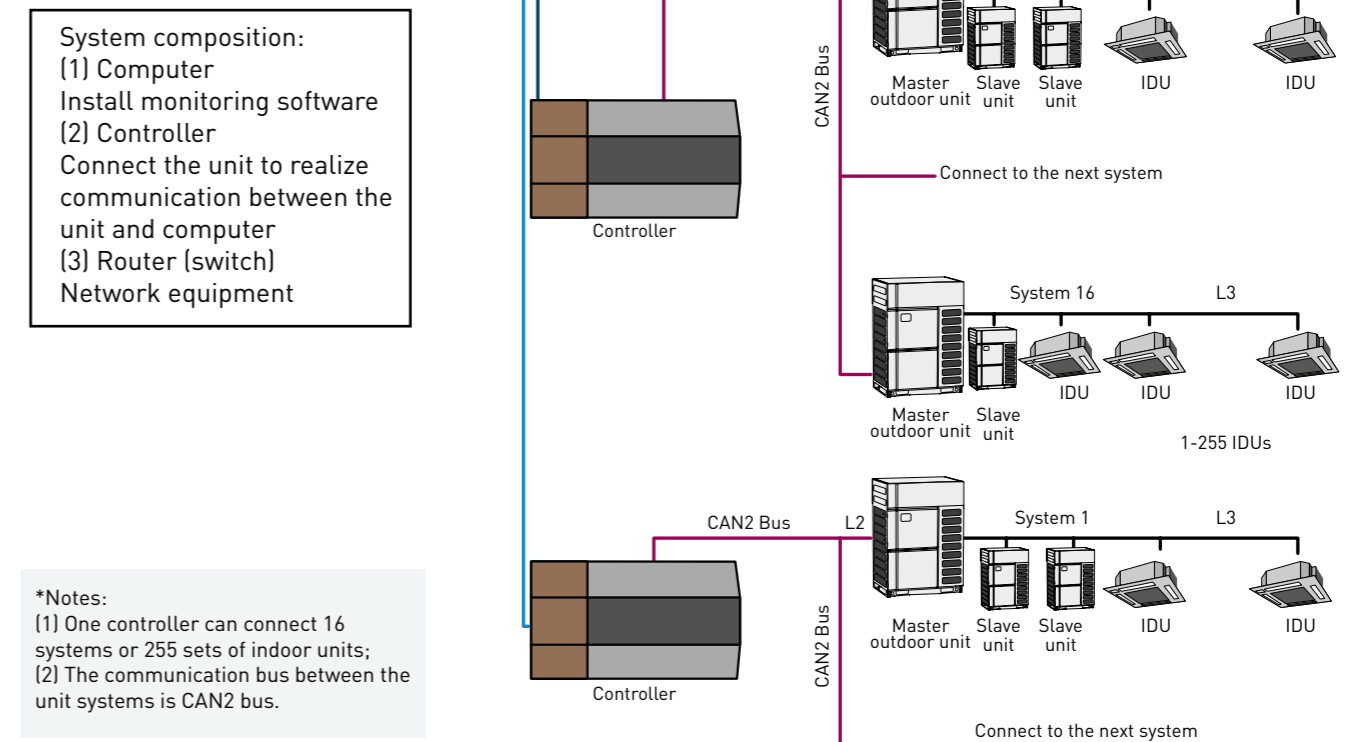 System composition:
(1) Computer
Install monitoring software
(2) Controller
Connect the unit to realize
communication between the
unit and computer
(3) Router (switch)
Network equipment
*Notes:
(1) One controller can connect 16
systems or 255 sets of indoor units;
(2) The communication bus between the
unit systems is CAN2 bus.
Controller
CAN2 Bus
Master
outdoor unit
Slave
unit
Slave
unit
IDU
IDU
Connect to the next system
System 16
L3
Master
outdoor unit
Slave
unit
IDU
IDU
IDU
1-255 IDUs
CAN2 Bus
L2
System 1
L3
Controller
CAN2 Bus
Master
outdoor unit
Slave
unit
Slave
unit
IDU
IDU
Connect to the next system